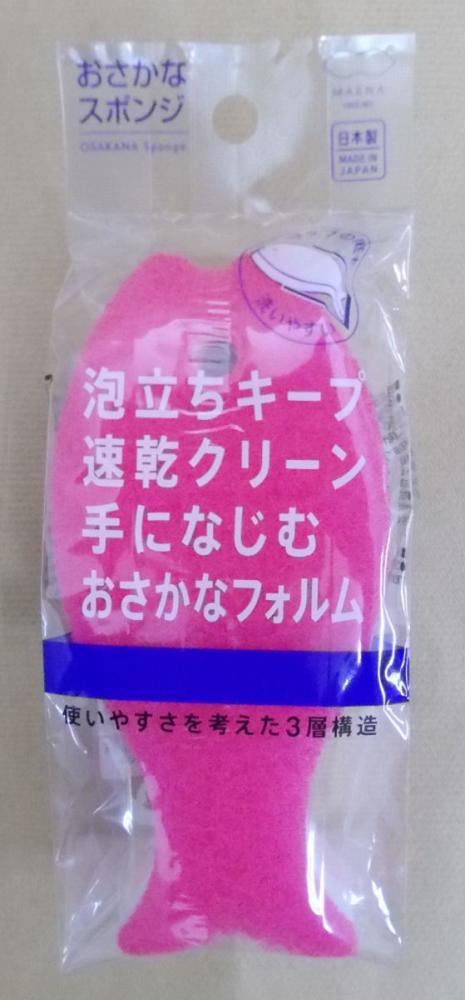 おさかな
スポンジ
OSAKANA Sponge
MARNA
日本製
MADE IN
JAPAN
洗いやすい
泡立ちキープ
速乾クリーン
手になじむ
おさかなフォルム
使いやすさを考えた3層構造